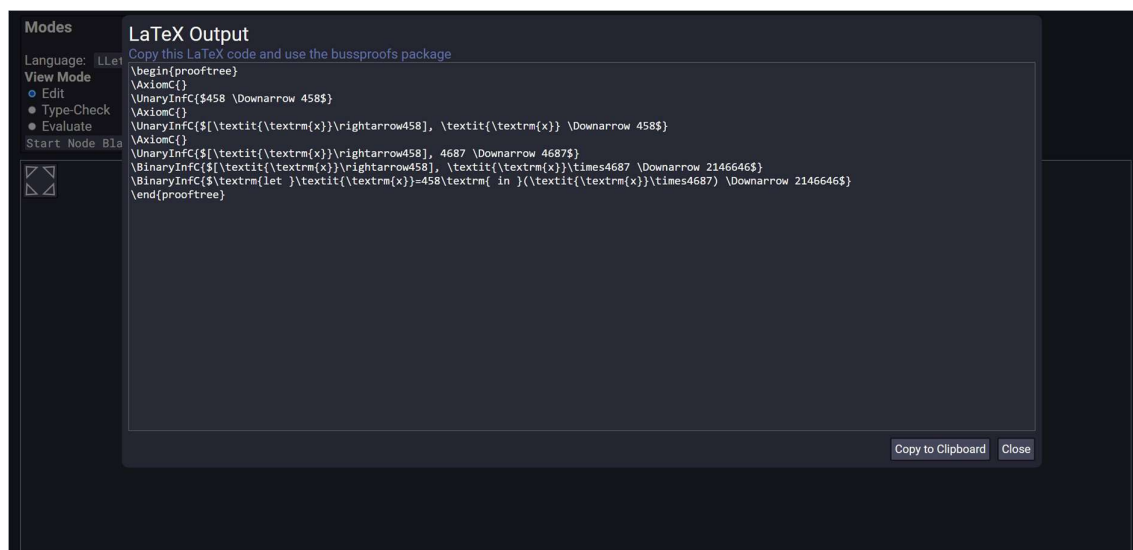 Modes
Language: LLet
View Mode
Edit
Type-Check
Evaluate
Start Node Bla
LaTeX Output
Copy this LaTeX code and use the bussproofs package
\begin{prooftree}
\AxiomC{}
\UnaryInfC{$458 \Downarrow 458$}
\AxiomC{}
\UnaryInfC{$[\textit{\textrm{x}}\rightarrow458], \textit{\textrm{x}} \Downarrow 458$}
\AxiomC{}
\UnaryInfC{$[\textit{\textrm{x}}\rightarrow458], 4687 \Downarrow 4687$}
\BinaryInfC{$[\textit{\textrm{x}}\rightarrow458], \textit{\textrm{x}}\times4687 \Downarrow 2146646$}
\BinaryInfC{$\textrm{let }\textit{\textrm{x}}=458\textrm{ in }(\textit{\textrm{x}}\times4687) \Downarrow 2146646$}
\end{prooftree}
Copy to Clipboard Close